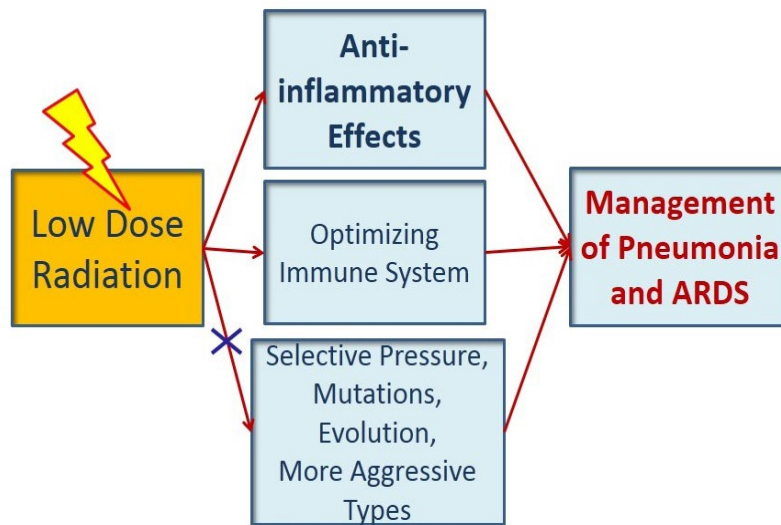 Anti-
inflammatory
Effects
Low Dose
Radiation
Optimizing
Immune System
Selective Pressure,
Mutations,
Evolution,
More Aggressive
Types
Management
of Pneumonia
and ARDS